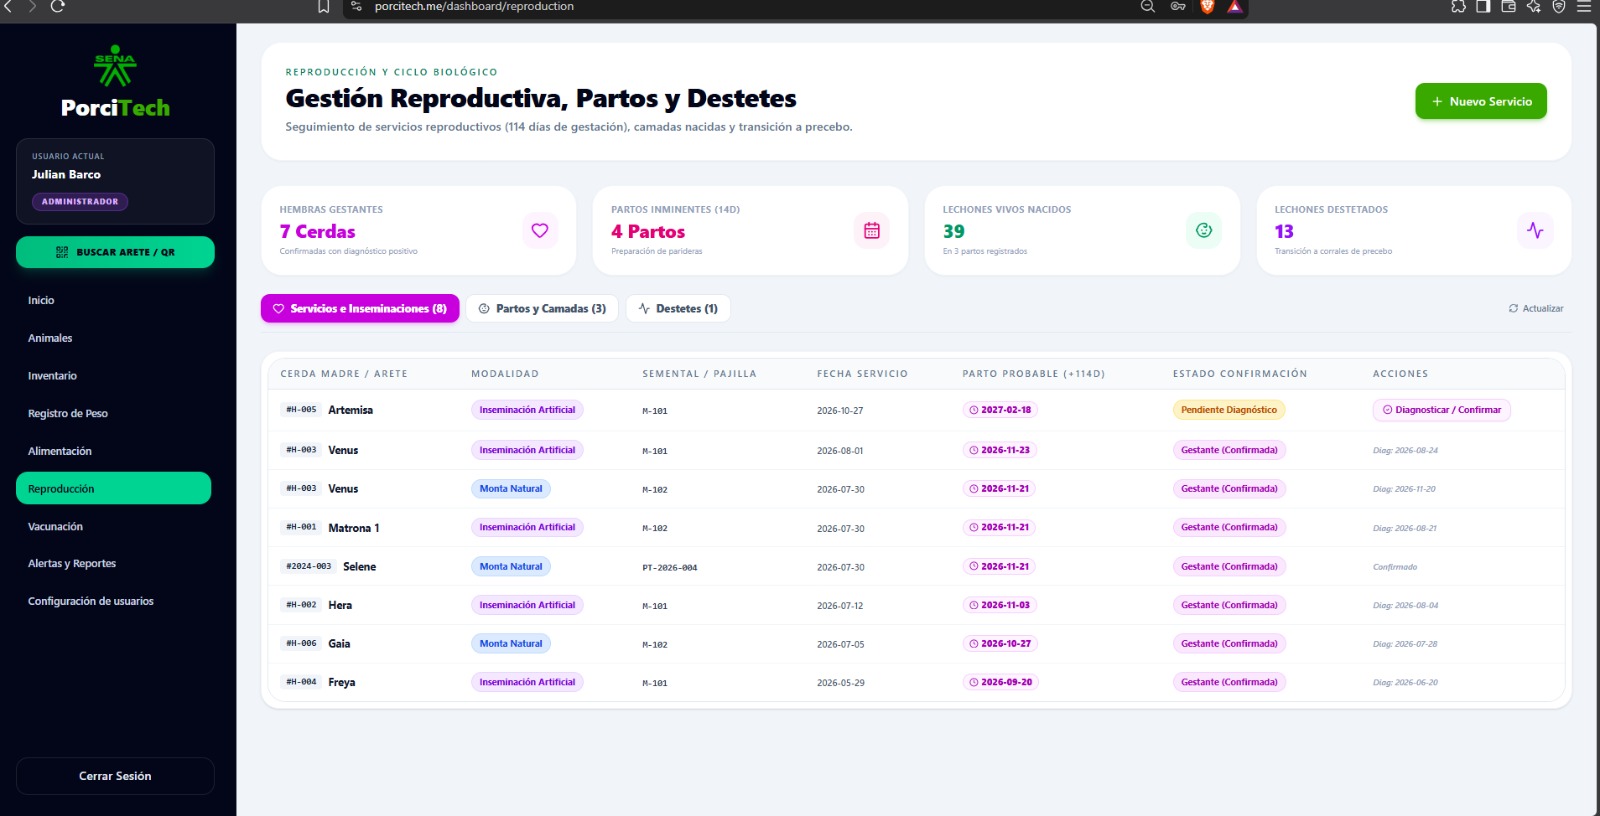 porcitech.me/dashboard/reproduction
SENA
PorciTech
USUARIO ACTUAL
Julian Barco
ADMINISTRADOR
BUSCAR ARETE / QR
Inicio
Animales
Inventario
Registro de Peso
Alimentación
Reproducción
Vacunación
Alertas y Reportes
Configuración de usuarios
Cerrar Sesión
REPRODUCCIÓN Y CICLO BIOLÓGICO
Gestión Reproductiva, Partos y Destetes
Seguimiento de servicios reproductivos (114 días de gestación), camadas nacidas y transición a precebo.
+ Nuevo Servicio
HEMBRAS GESTANTES
7 Cerdas
Confirmadas con diagnóstico positivo
PARTOS INMINENTES (14D)
4 Partos
Preparación de parideras
LECHONES VIVOS NACIDOS
39
En 3 partos registrados
LECHONES DESTETADOS
13
Transición a corrales de precebo
Servicios e Inseminaciones (8) Partos y Camadas (3) Destetes (1) Actualizar
CERDA MADRE / ARETE MODALIDAD SEMENTAL / PAJILLA FECHA SERVICIO PARTO PROBABLE (+114D) ESTADO CONFIRMACIÓN ACCIONES
#H-005 Artemisa Inseminación Artificial M-101 2026-10-27 2027-02-18 Pendiente Diagnóstico Diagnosticar / Confirmar
#H-003 Venus Inseminación Artificial M-101 2026-08-01 2026-11-23 Gestante (Confirmada) Diag: 2026-08-24
#H-003 Venus Monta Natural M-102 2026-07-30 2026-11-21 Gestante (Confirmada) Diag: 2026-11-20
#H-001 Matrona 1 Inseminación Artificial M-102 2026-07-30 2026-11-21 Gestante (Confirmada) Diag: 2026-08-21
#2024-003 Selene Monta Natural PT-2026-004 2026-07-30 2026-11-21 Gestante (Confirmada) Confirmado
#H-002 Hera Inseminación Artificial M-101 2026-07-12 2026-11-03 Gestante (Confirmada) Diag: 2026-08-04
#H-006 Gaia Monta Natural M-102 2026-07-05 2026-10-27 Gestante (Confirmada) Diag: 2026-07-28
#H-004 Freya Inseminación Artificial M-101 2026-05-29 2026-09-20 Gestante (Confirmada) Diag: 2026-06-20